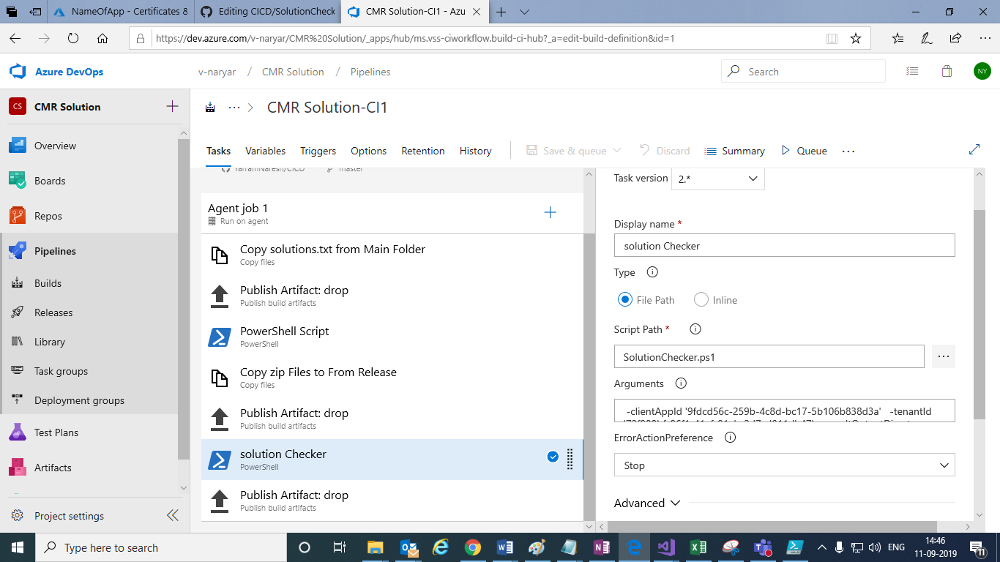 NameOfApp - Certificates &
Editing CICD/SolutionCheck
CMR Solution-CI1 - Azu
https://dev.azure.com/v-naryar/CMR%20Solution/_apps/hub/ms.vss-ciworkflow.build-ci-hub?_a=edit-build-definition&id=1
Azure DevOps
v-naryar / CMR Solution / Pipelines
Search
NY
CS
CMR Solution
Overview
Boards
Repos
Pipelines
Builds
Releases
Library
Task groups
Deployment groups
Test Plans
Artifacts
Project settings
CMR Solution-CI1
Tasks Variables Triggers Options Retention History Save & queue Discard Summary Queue
YarramNaresh/CICD master
Agent job 1
Run on agent
Copy solutions.txt from Main Folder
Copy files
Publish Artifact: drop
Publish build artifacts
PowerShell Script
PowerShell
Copy zip Files to From Release
Copy files
Publish Artifact: drop
Publish build artifacts
solution Checker
PowerShell
Publish Artifact: drop
Publish build artifacts
Task version 2.*
Display name *
solution Checker
Type
File Path Inline
Script Path *
SolutionChecker.ps1
Arguments
-clientAppId '9fdcd56c-259b-4c8d-bc17-5b106b838d3a' -tenantId
ErrorActionPreference
Stop
Advanced
Type here to search
ENG
14:46
11-09-2019
11